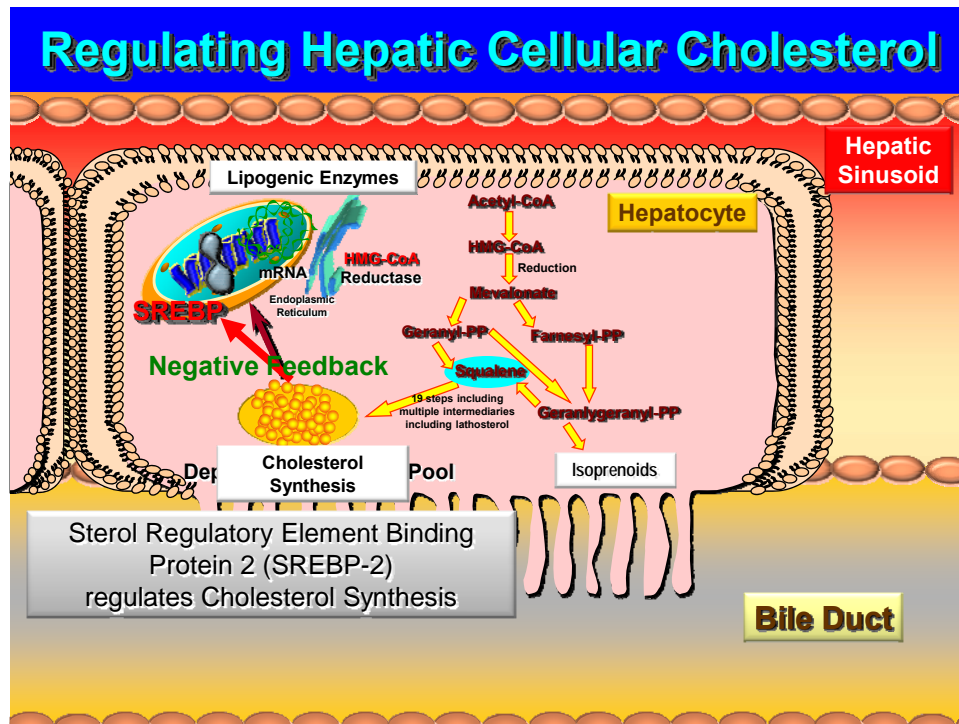 Regulating Hepatic Cellular Cholesterol
Hepatic
Sinusoid
Lipogenic Enzymes
Acetyl-CoA
Hepatocyte
HMG-CoA
Reduction
mRNA
HMG-CoA
Reductase
Endoplasmic
Reticulum
Mevalonate
SREBP
Geranyl-PP
Farnesyl-PP
Negative Feedback
Squalene
19 steps including
multiple intermediaries
including lathosterol
Geranlygeranyl-PP
Cholesterol
Synthesis
Pool
Isoprenoids
Sterol Regulatory Element Binding
Protein 2 (SREBP-2)
regulates Cholesterol Synthesis
Bile Duct